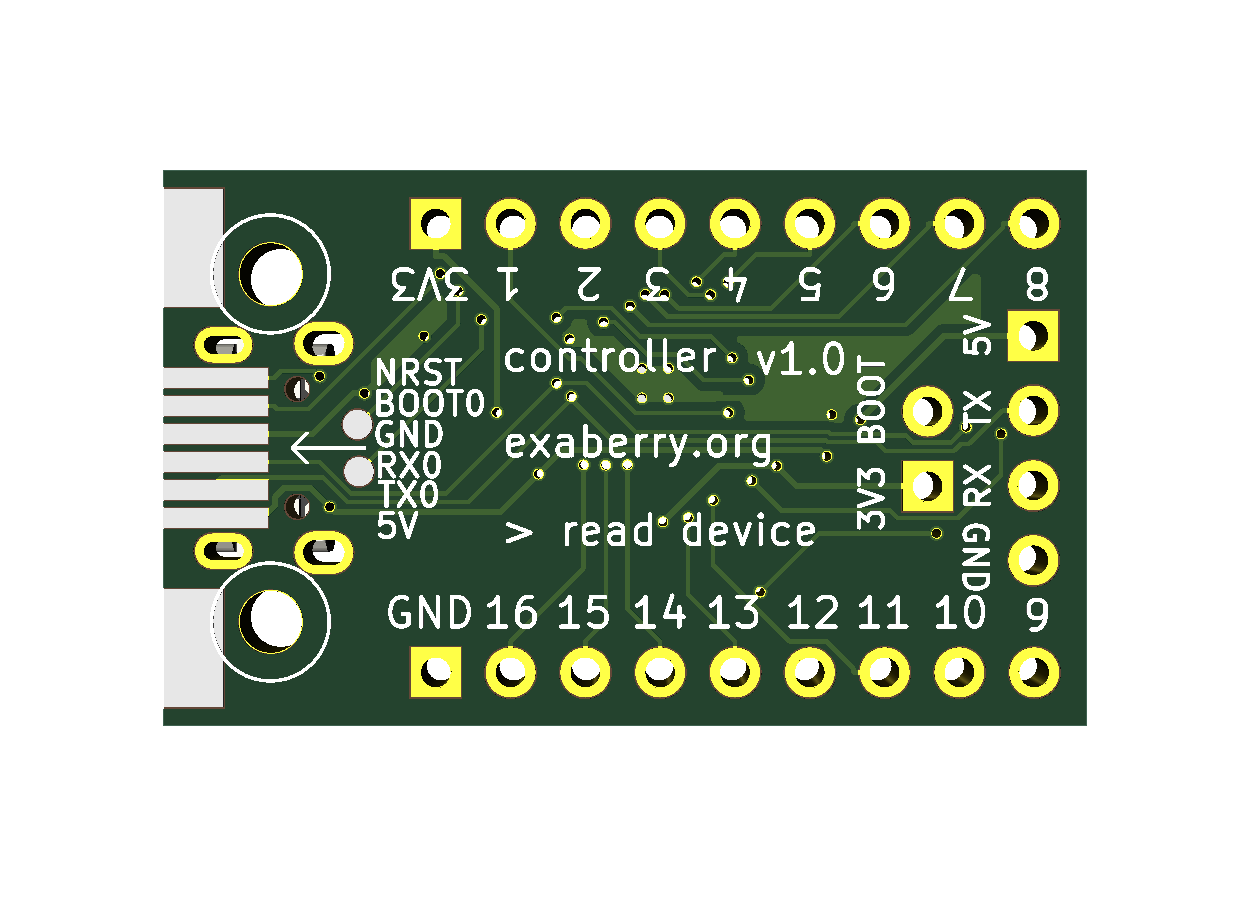 3V3 1 2 3 4 5 6 7 8
5V
TX
RX
GND
BOOT
3V3
NRST
BOOT0
GND
RX0
TX0
5V
controller v1.0
exaberry.org
> read device
GND 16 15 14 13 12 11 10 9